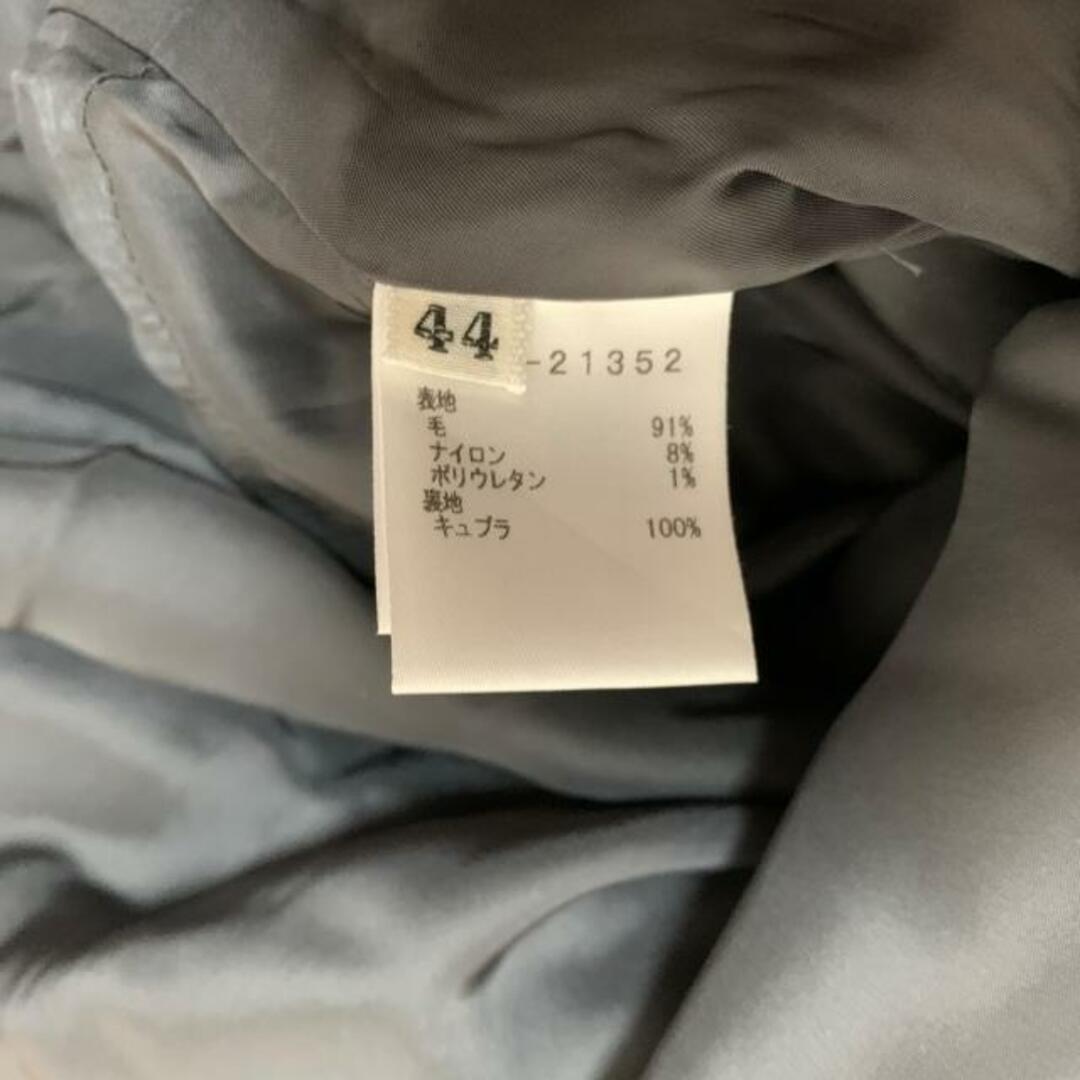 44
-21352
表地
毛 91%
ナイロン 8%
ポリウレタン 1%
裏地
キュプラ 100%